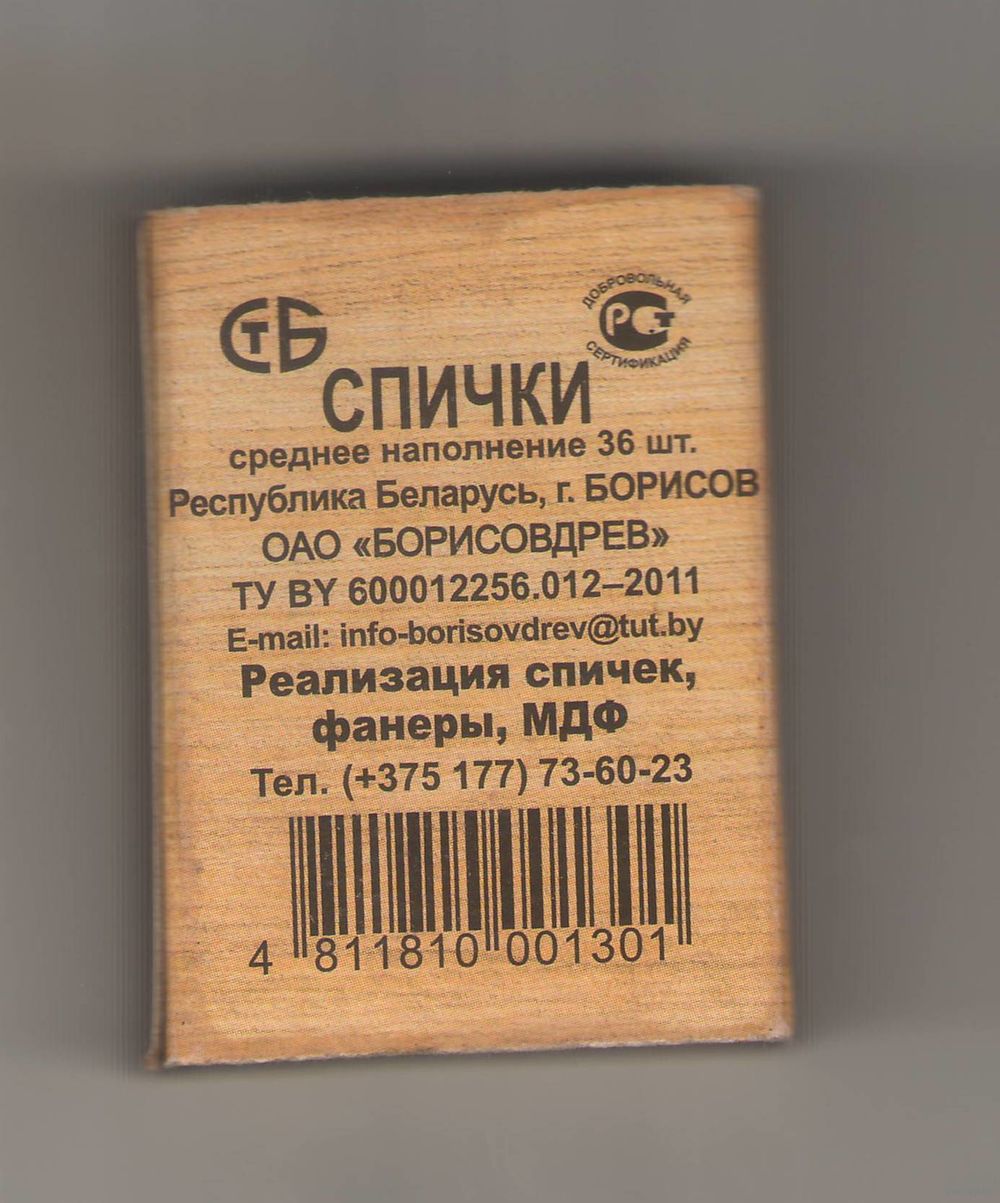 СТБ
ДОБРОВОЛЬНАЯ
РСТ
СЕРТИФИКАЦИЯ
СПИЧКИ
среднее наполнение 36 шт.
Республика Беларусь, г. БОРИСОВ
ОАО «БОРИСОВДРЕВ»
ТУ BY 600012256.012–2011
E-mail: info-borisovdrev@tut.by
Реализация спичек,
фанеры, МДФ
Тел. (+375 177) 73-60-23
4 811810 001301